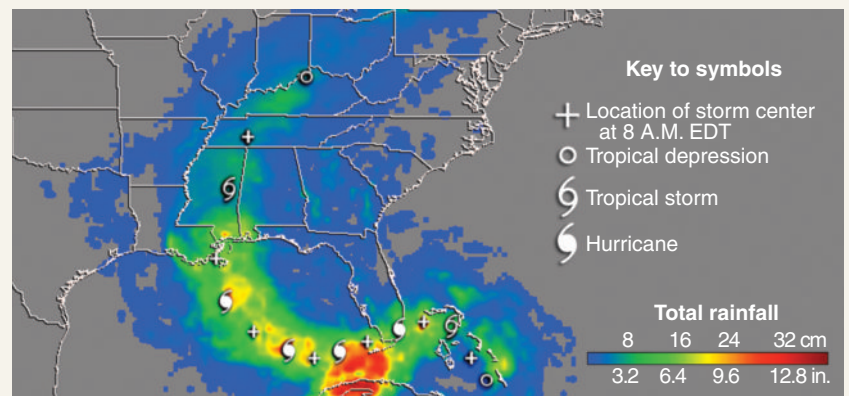 Key to symbols
Location of storm center
at 8 A.M. EDT
Tropical depression
Tropical storm
Hurricane
Total rainfall
8 16 24 32 cm
3.2 6.4 9.6 12.8 in.